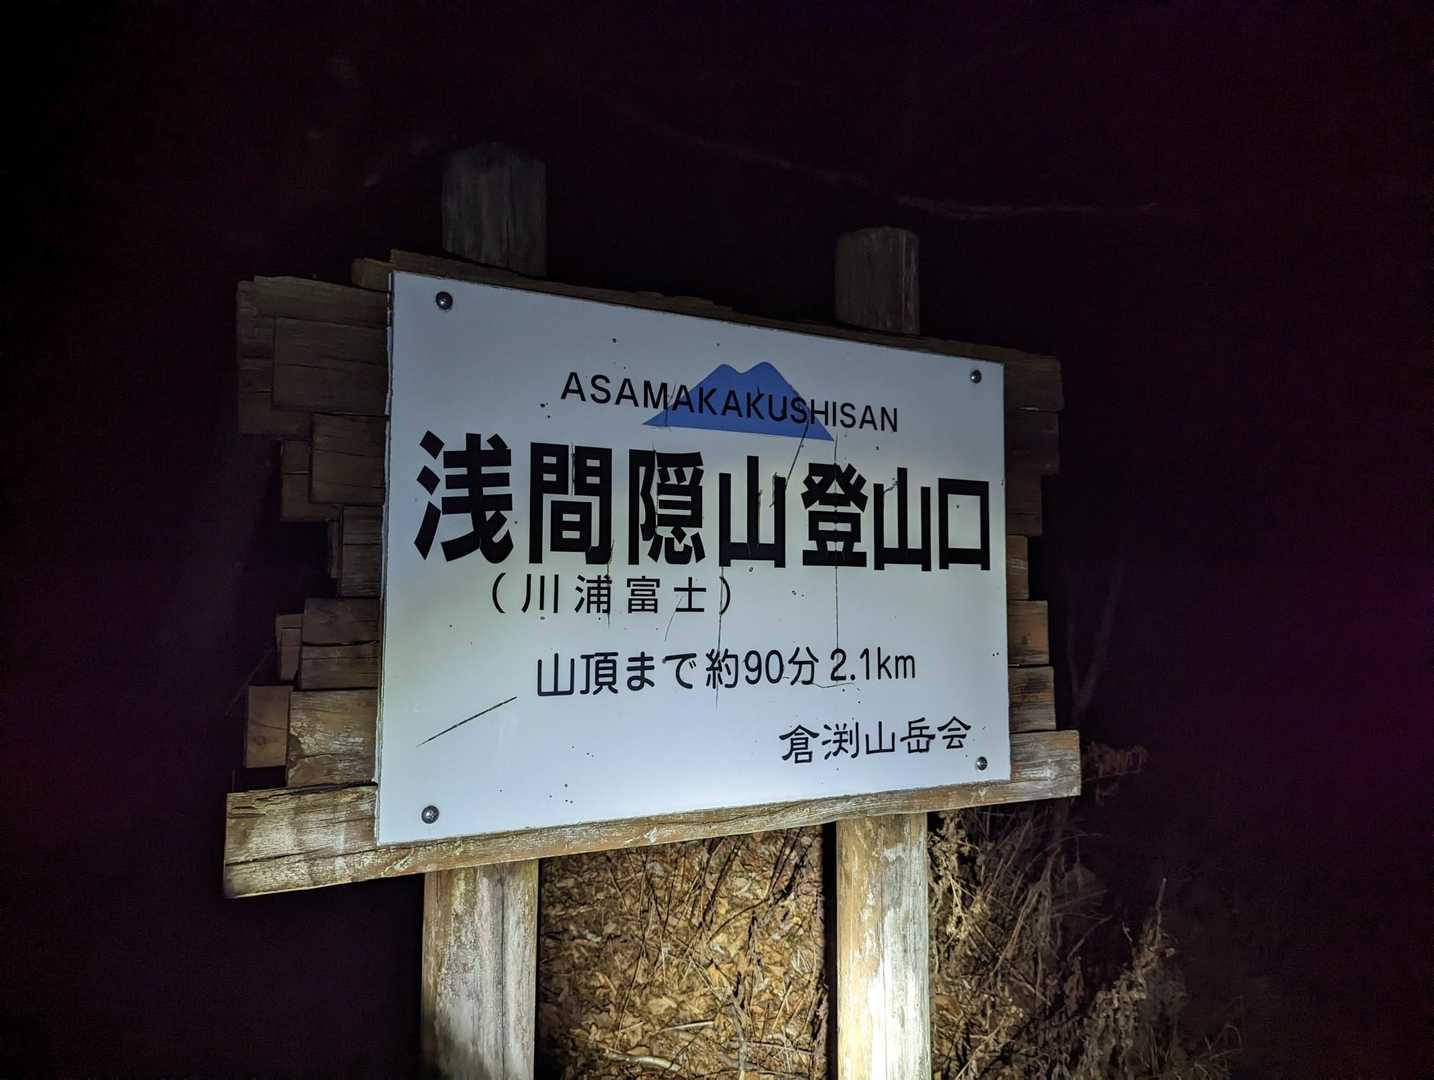 ASAMAKAKUSHISAN
浅間隠山登山口
（川浦富士）
山頂まで約90分 2.1km
倉渕山岳会